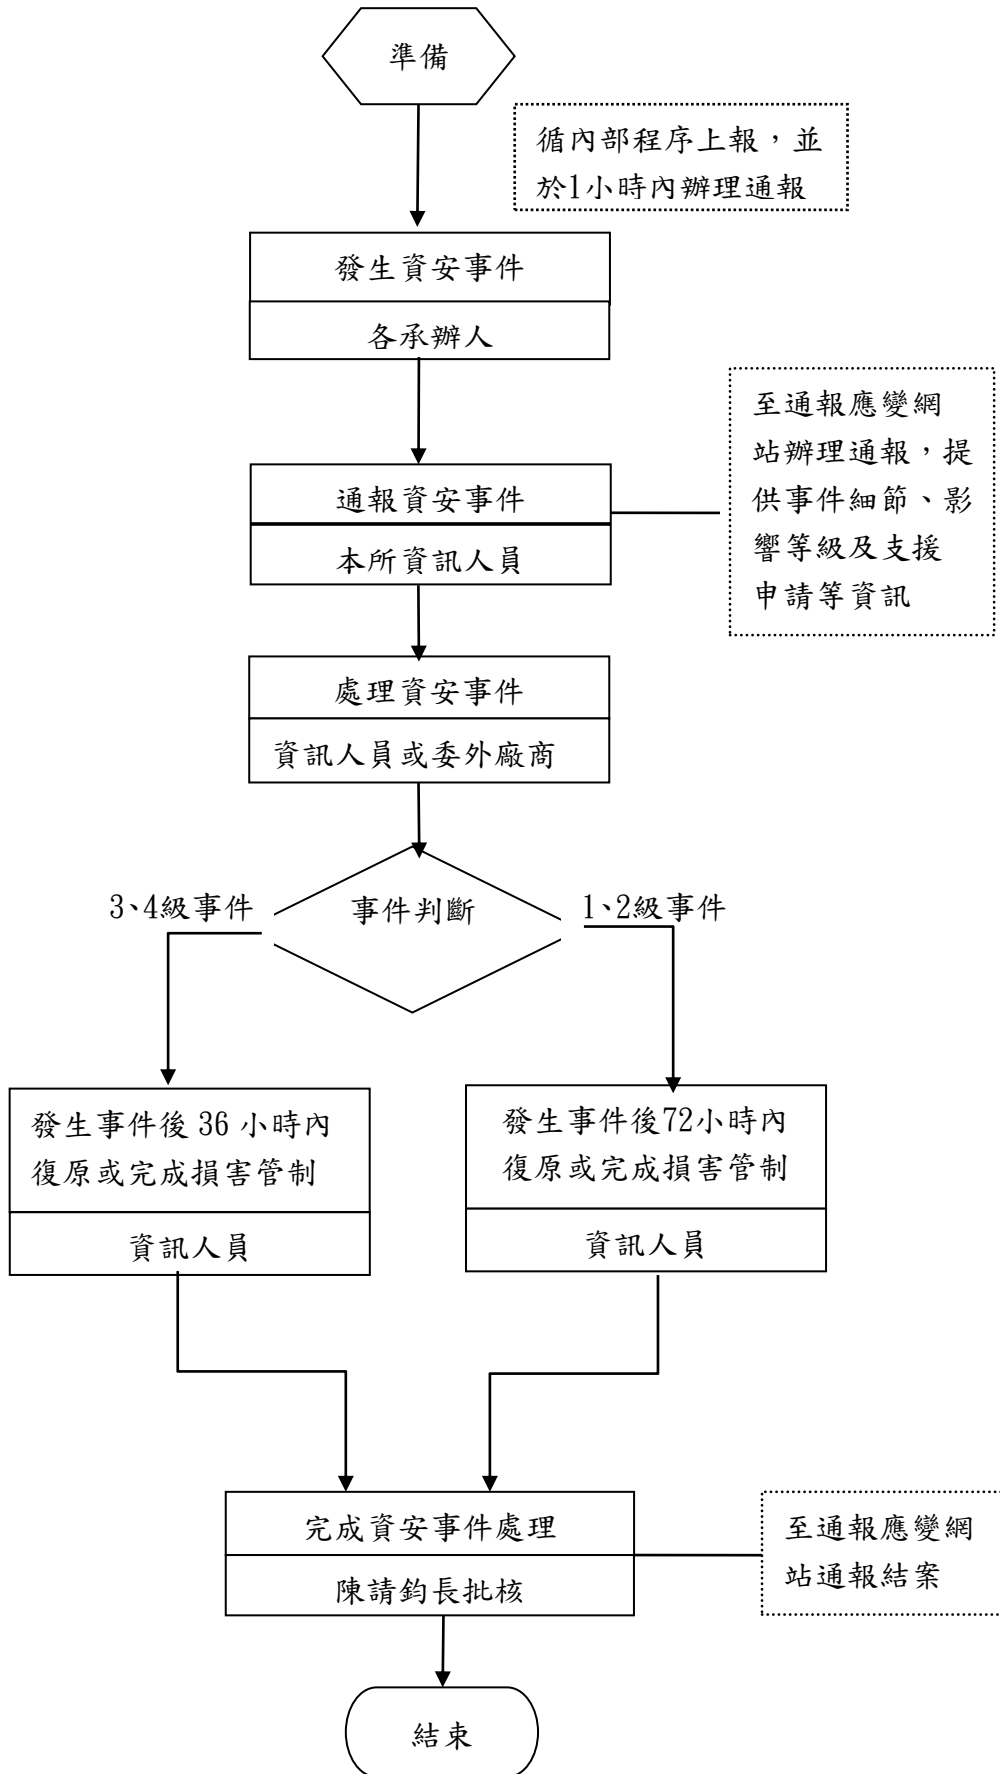 準備
循內部程序上報，並
於1小時內辦理通報
發生資安事件
各承辦人
至通報應變網
站辦理通報，提
供事件細節、影
響等級及支援
申請等資訊
通報資安事件
本所資訊人員
處理資安事件
資訊人員或委外廠商
3、4級事件
事件判斷
1、2級事件
發生事件後 36 小時內
復原或完成損害管制
資訊人員
發生事件後72小時內
復原或完成損害管制
資訊人員
完成資安事件處理
陳請鈞長批核
至通報應變網
站通報結案
結束